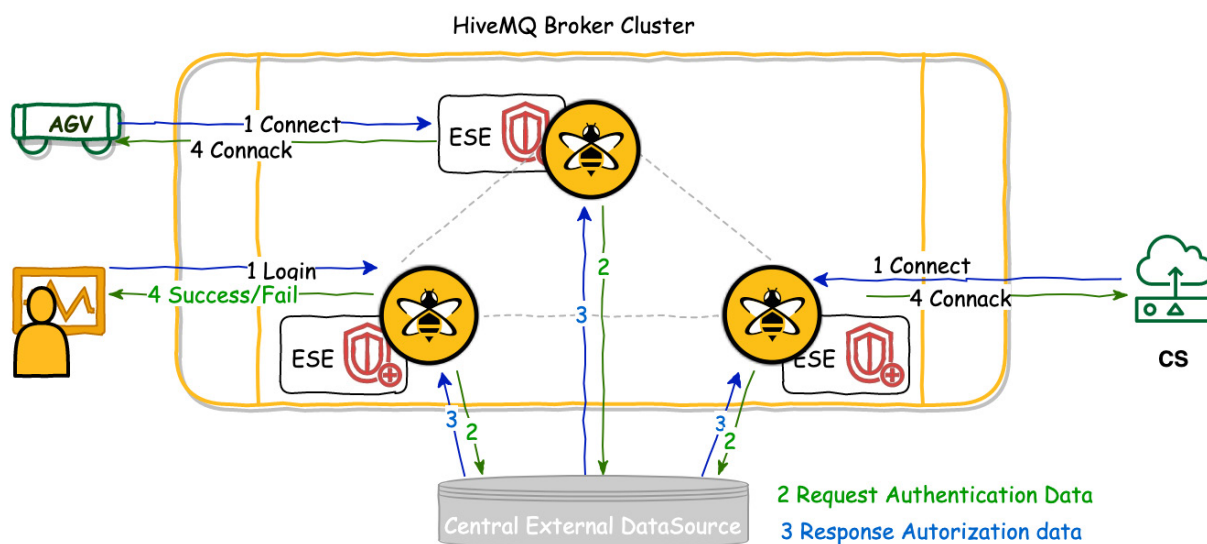 HiveMQ Broker Cluster
AGV
1 Connect
4 Connack
ESE
1 Login
4 Success/Fail
ESE
1 Connect
4 Connack
ESE
CS
2
3
3
2
3
2
Central External DataSource
2 Request Authentication Data
3 Response Autorization data